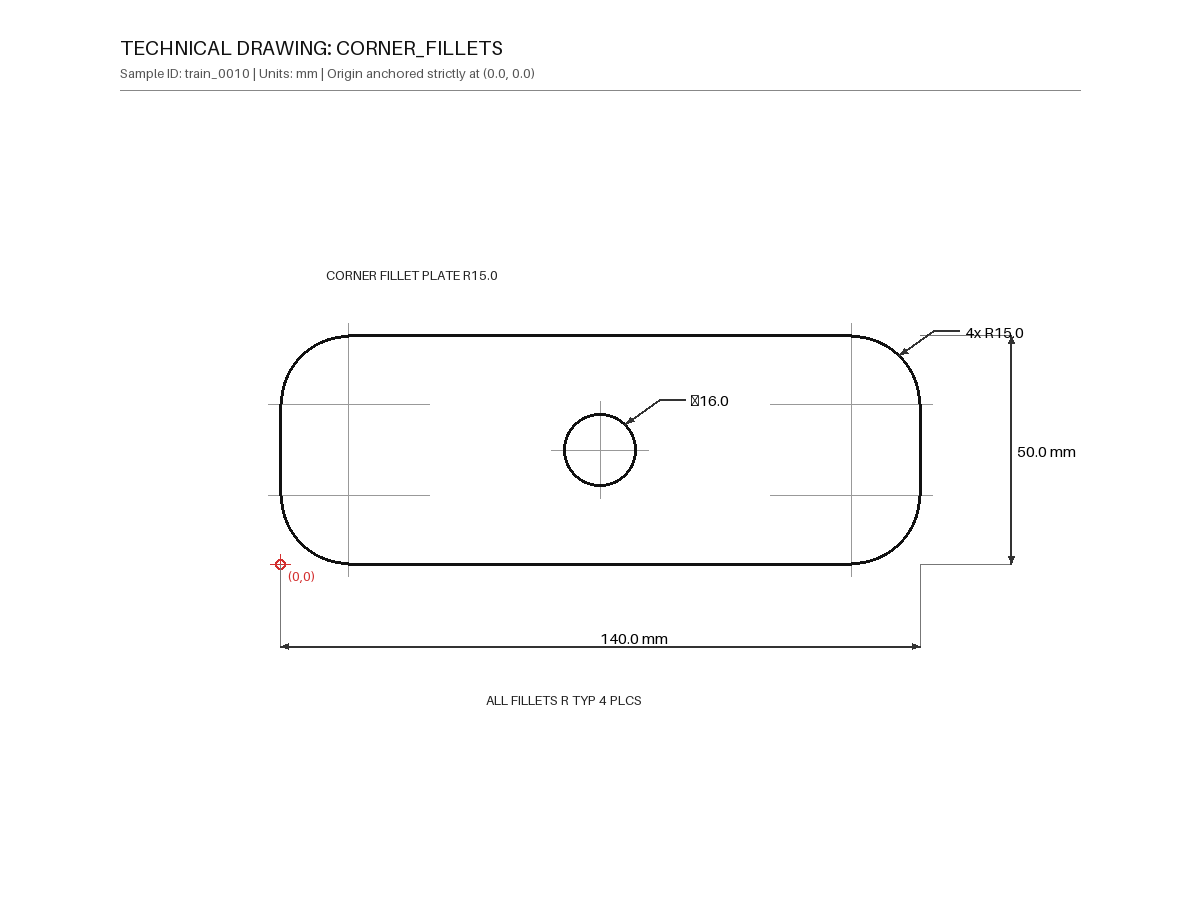 TECHNICAL DRAWING: CORNER_FILLETS
Sample ID: train_0010 | Units: mm | Origin anchored strictly at (0.0, 0.0)
CORNER FILLET PLATE R15.0
4x R15.0
16.0
50.0 mm
(0,0)
140.0 mm
ALL FILLETS R TYP 4 PLCS